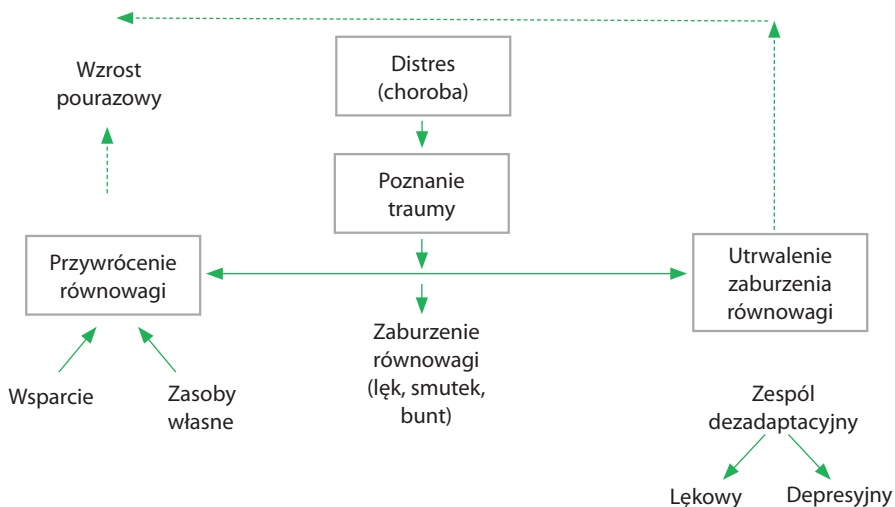 Wzrost
pourazowy
Distres
(choroba)
Poznanie
traumy
Przywrócenie
równowagi
Utrwalenie
zaburzenia
równowagi
Wsparcie
Zasoby
własne
Zaburzenie
równowagi
(lęk, smutek,
bunt)
Zespól
dezadaptacyjny
Lękowy
Depresyjny